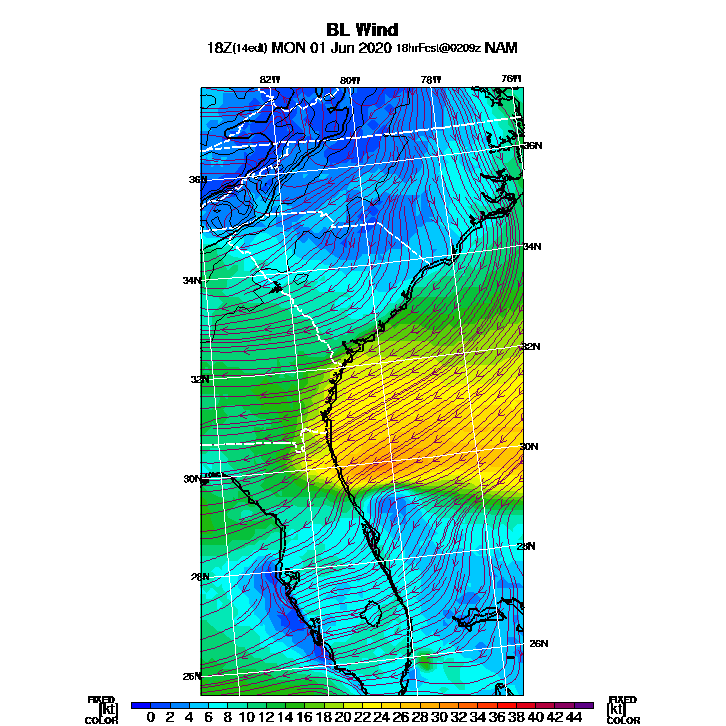 BL Wind
18Z(14edt) MON 01 Jun 2020 18hrFcst@0209z NAM
82W 80W 78W 76W
36N
36N
34N
34N
32N
32N
30N
30N
28N
28N
26N
26N
FIXED FIXED
[kt] 0 2 4 6 8 10 12 14 16 18 20 22 24 26 28 30 32 34 36 38 40 42 44 [kt]
COLOR COLOR